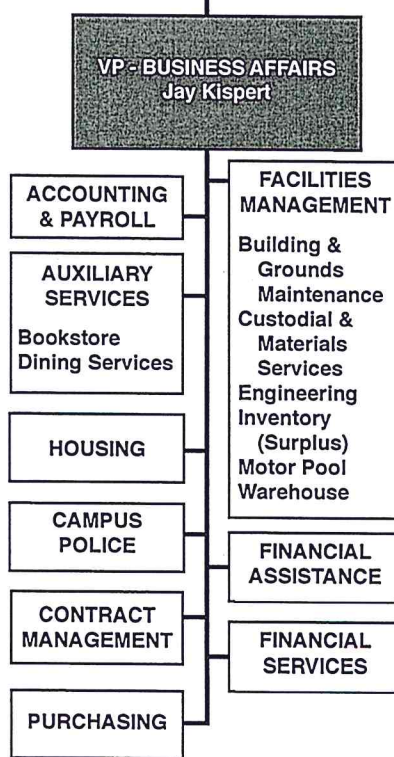 VP - BUSINESS AFFAIRS
Jay Kispert
ACCOUNTING
& PAYROLL
AUXILIARY
SERVICES
Bookstore
Dining Services
HOUSING
CAMPUS
POLICE
CONTRACT
MANAGEMENT
PURCHASING
FACILITIES
MANAGEMENT
Building &
Grounds
Maintenance
Custodial &
Materials
Services
Engineering
Inventory
(Surplus)
Motor Pool
Warehouse
FINANCIAL
ASSISTANCE
FINANCIAL
SERVICES